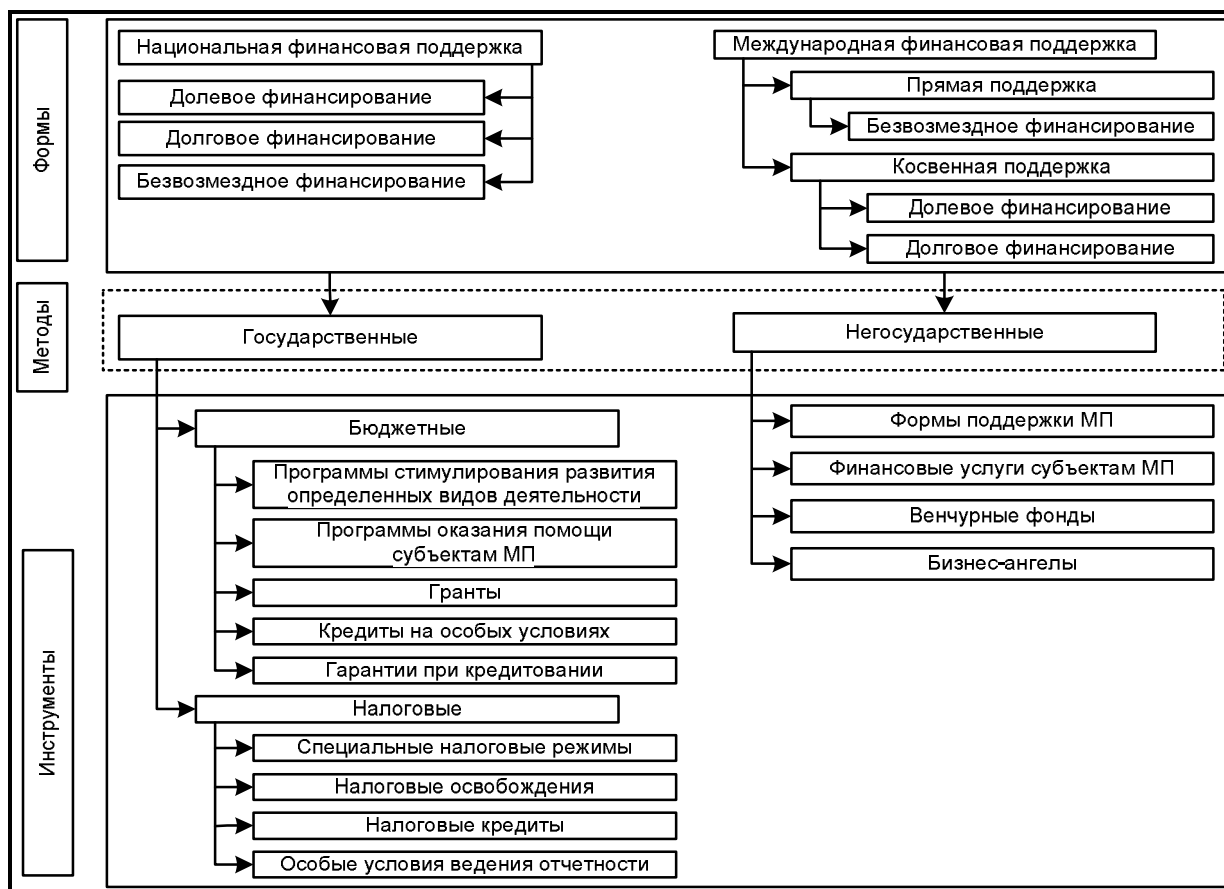 Формы
Национальная финансовая поддержка
Долевое финансирование
Долговое финансирование
Безвозмездное финансирование
Международная финансовая поддержка
Прямая поддержка
Безвозмездное финансирование
Косвенная поддержка
Долевое финансирование
Долговое финансирование
Методы
Государственные
Негосударственные
Инструменты
Бюджетные
Программы стимулирования развития
определенных видов деятельности
Программы оказания помощи
субъектам МП
Гранты
Кредиты на особых условиях
Гарантии при кредитовании
Налоговые
Специальные налоговые режимы
Налоговые освобождения
Налоговые кредиты
Особые условия ведения отчетности
Формы поддержки МП
Финансовые услуги субъектам МП
Венчурные фонды
Бизнес-ангелы